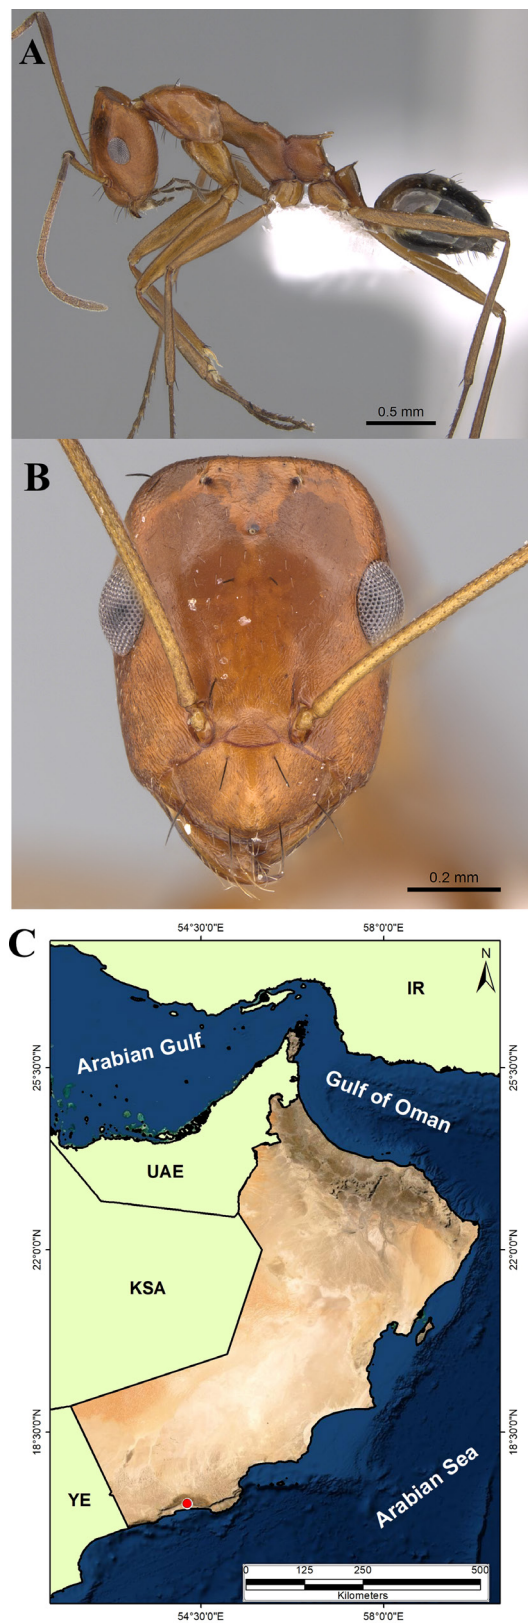 A
0.5 mm
B
0.2 mm
C
54°30'0"E 58°0'0"E
N
IR
Arabian Gulf
25°30'0"N
25°30'0"N
Gulf of Oman
UAE
22°0'0"N
22°0'0"N
KSA
18°30'0"N
18°30'0"N
YE
Arabian Sea
0 125 250 500
Kilometers
54°30'0"E 58°0'0"E